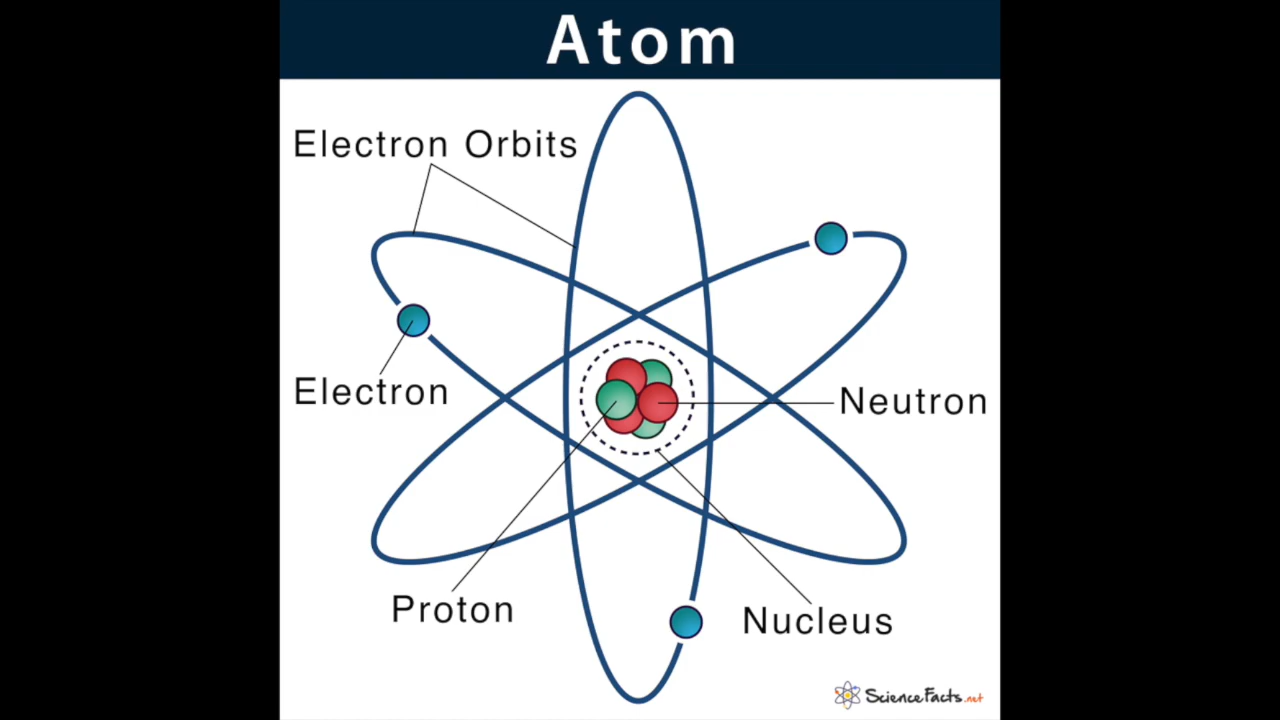 Atom
Electron Orbits
Electron
Neutron
Proton
Nucleus
ScienceFacts.net